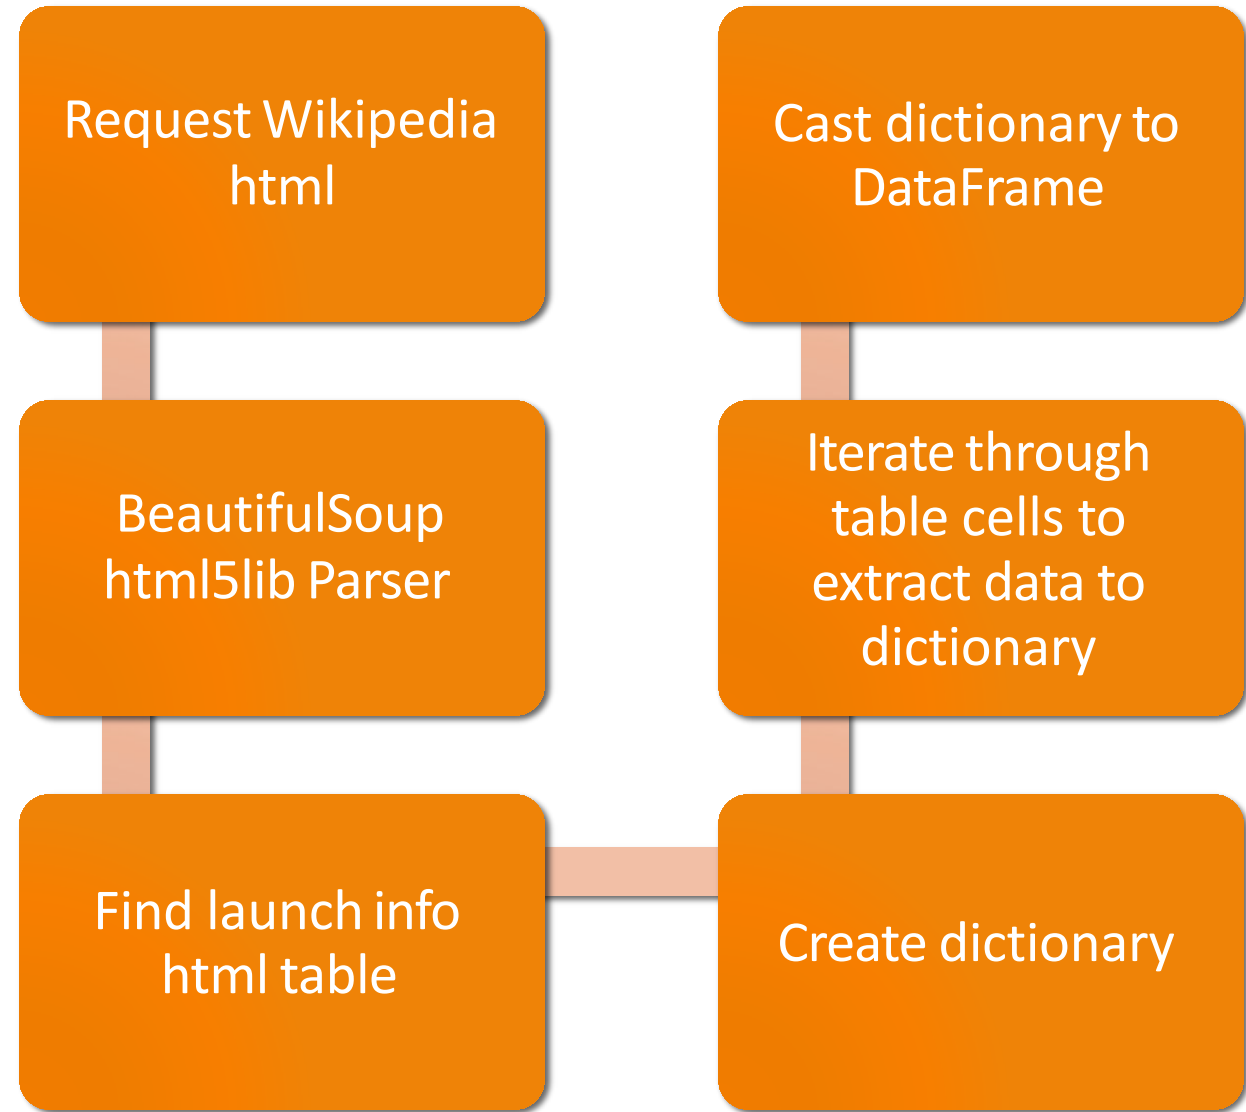 Request Wikipedia
html
BeautifulSoup
html5lib Parser
Find launch info
html table
Create dictionary
Iterate through
table cells to
extract data to
dictionary
Cast dictionary to
DataFrame